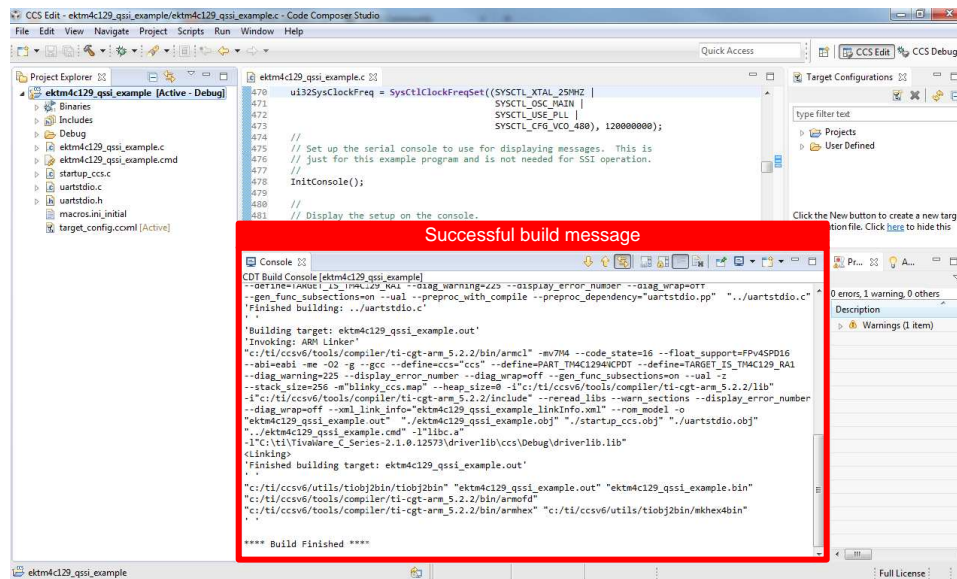 CCS Edit - ektm4c129_qssi_example/ektm4c129_qssi_example.c - Code Composer Studio
File Edit View Navigate Project Scripts Run Window Help
Quick Access
CCS Edit
CCS Debug
Project Explorer
ektm4c129_qssi_example [Active - Debug]
Binaries
Includes
Debug
ektm4c129_qssi_example.c
ektm4c129_qssi_example.cmd
startup_ccs.c
uartstdio.c
uartstdio.h
macros.ini_initial
target_config.ccxml [Active]
ektm4c129_qssi_example.c
470 ui32SysClockFreq = SysCtlClockFreqSet((SYSCTL_XTAL_25MHZ |
471 SYSCTL_OSC_MAIN |
472 SYSCTL_USE_PLL |
473 SYSCTL_CFG_VCO_480), 120000000);
474 //
475 // Set up the serial console to use for displaying messages. This is
476 // just for this example program and is not needed for SSI operation.
477 //
478 InitConsole();
479
480 //
481 // Display the setup on the console.
Target Configurations
type filter text
Projects
User Defined
Click the New button to create a new targ
tion file. Click here to hide this
Successful build message
Console
CDT Build Console [ektm4c129_qssi_example]
--define=TARGET_IS_TM4C129_RA1 --diag_warning=225 --display_error_number --diag_wrap=off
--gen_func_subsections=on --ual --preproc_with_compile --preproc_dependency="uartstdio.pp" "../uartstdio.c"
'Finished building: ../uartstdio.c'
' '
'Building target: ektm4c129_qssi_example.out'
'Invoking: ARM Linker'
"c:/ti/ccsv6/tools/compiler/ti-cgt-arm_5.2.2/bin/armcl" -mv7M4 --code_state=16 --float_support=FPv4SPD16
--abi=eabi -me -O2 -g --gcc --define=ccs="ccs" --define=PART_TM4C1294NCPDT --define=TARGET_IS_TM4C129_RA1
--diag_warning=225 --display_error_number --diag_wrap=off --gen_func_subsections=on --ual -z
--stack_size=256 -m"blinky_ccs.map" --heap_size=0 -i"c:/ti/ccsv6/tools/compiler/ti-cgt-arm_5.2.2/lib"
-i"c:/ti/ccsv6/tools/compiler/ti-cgt-arm_5.2.2/include" --reread_libs --warn_sections --display_error_number
--diag_wrap=off --xml_link_info="ektm4c129_qssi_example_linkInfo.xml" --rom_model -o
"ektm4c129_qssi_example.out" "./ektm4c129_qssi_example.obj" "./startup_ccs.obj" "./uartstdio.obj"
"../ektm4c129_qssi_example.cmd" -l"libc.a"
-l"C:\ti\TivaWare_C_Series-2.1.0.12573\driverlib\ccs\Debug\driverlib.lib"
<Linking>
'Finished building target: ektm4c129_qssi_example.out'
' '
"c:/ti/ccsv6/utils/tiobj2bin/tiobj2bin" "ektm4c129_qssi_example.out" "ektm4c129_qssi_example.bin"
"c:/ti/ccsv6/tools/compiler/ti-cgt-arm_5.2.2/bin/armofd"
"c:/ti/ccsv6/tools/compiler/ti-cgt-arm_5.2.2/bin/armhex" "c:/ti/ccsv6/utils/tiobj2bin/mkhex4bin"
' '
**** Build Finished ****
Pr...
A...
0 errors, 1 warning, 0 others
Description
Warnings (1 item)
ektm4c129_qssi_example
Full License